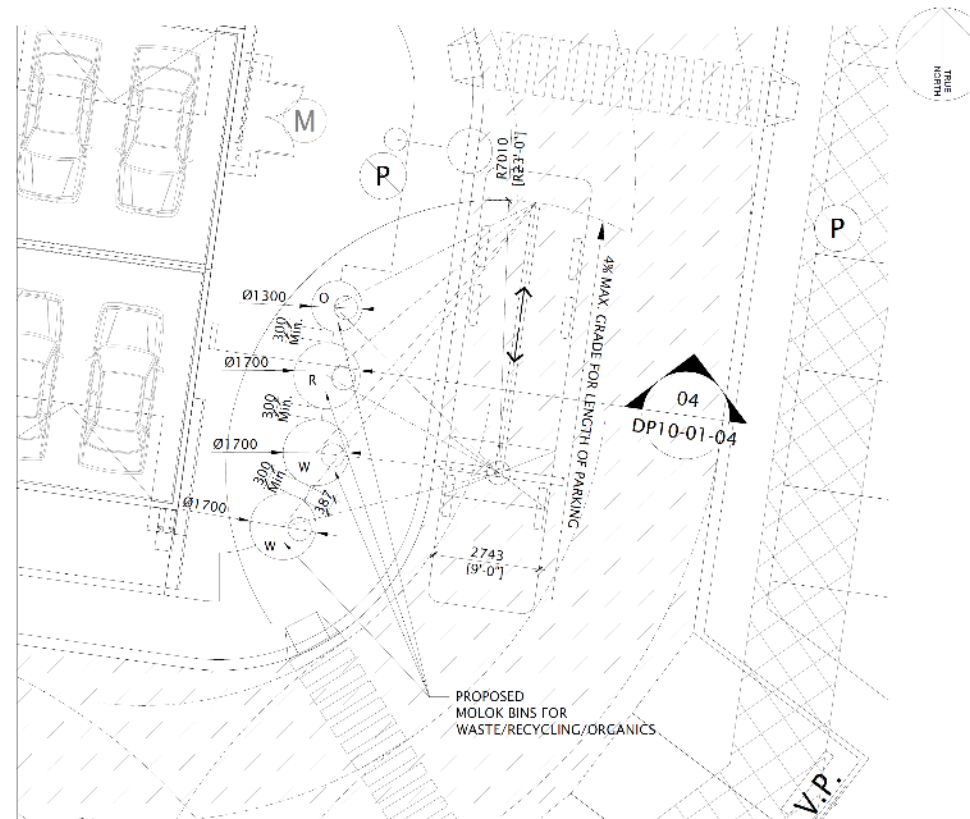 TRUE
NORTH
M
P
R7010
[R23'-0"]
P
Ø1300
O
300
Min.
Ø1700
R
4% MAX. GRADE FOR LENGTH OF PARKING
300
Min
04
DP10-01-04
Ø1700
W
300
Min
387
Ø1700
W
2743
[9'-0"]
PROPOSED
MOLOK BINS FOR
WASTE/RECYCLING/ORGANICS
V.P.